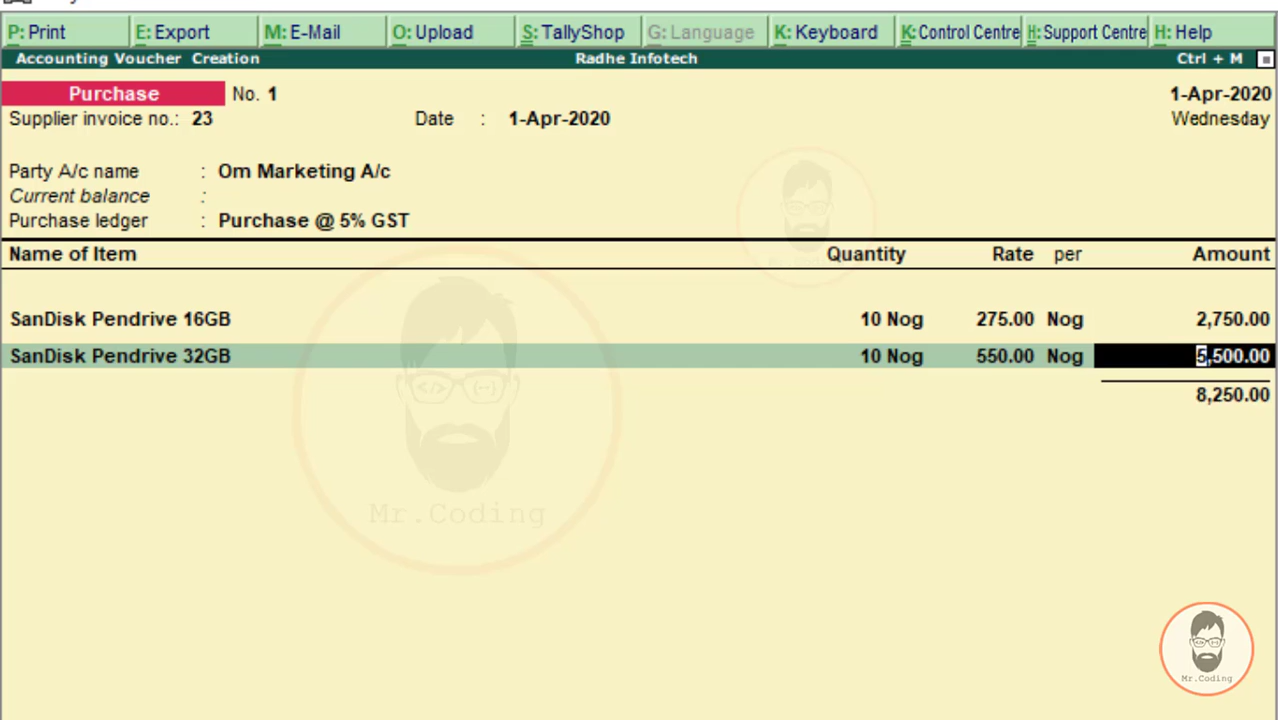 P: Print E: Export M: E-Mail O: Upload S: TallyShop G: Language K: Keyboard K: Control Centre H: Support Centre H: Help
Accounting Voucher Creation Radhe Infotech Ctrl + M
Purchase No. 1 1-Apr-2020
Supplier invoice no.: 23 Date : 1-Apr-2020 Wednesday
Party A/c name : Om Marketing A/c
Current balance :
Purchase ledger : Purchase @ 5% GST
Name of Item Quantity Rate per Amount
SanDisk Pendrive 16GB 10 Nog 275.00 Nog 2,750.00
SanDisk Pendrive 32GB 10 Nog 550.00 Nog 5,500.00
8,250.00
Mr.Coding
Mr.Coding